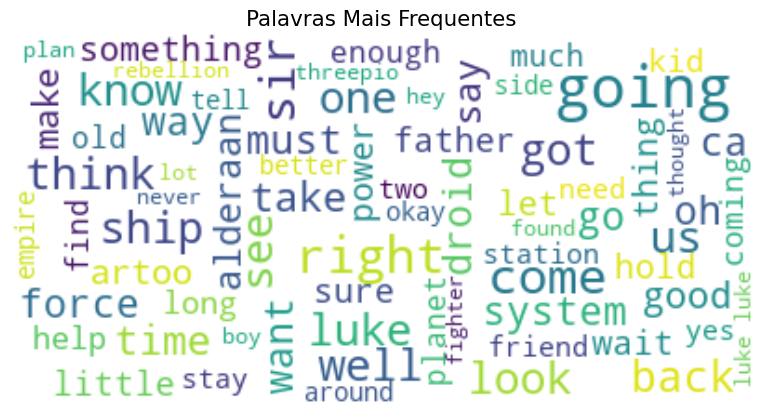 Palavras Mais Frequentes
plan
something
sir
enough
much
kid
rebellion
threepio
make
know
tell
one
hey
say
side
going
old
way
alderaan
must
power
father
got
thing
thought
ca
think
lot
better
two
droid
let
need
coming
never
take
okay
go
oh
empire
find
ship
see
found
us
artoo
right
station
hold
force
long
sure
come
planet
fighter
system
good
luke luke
help
time
boy
want
luke
well
friend
wait
yes
little
stay
around
look
back